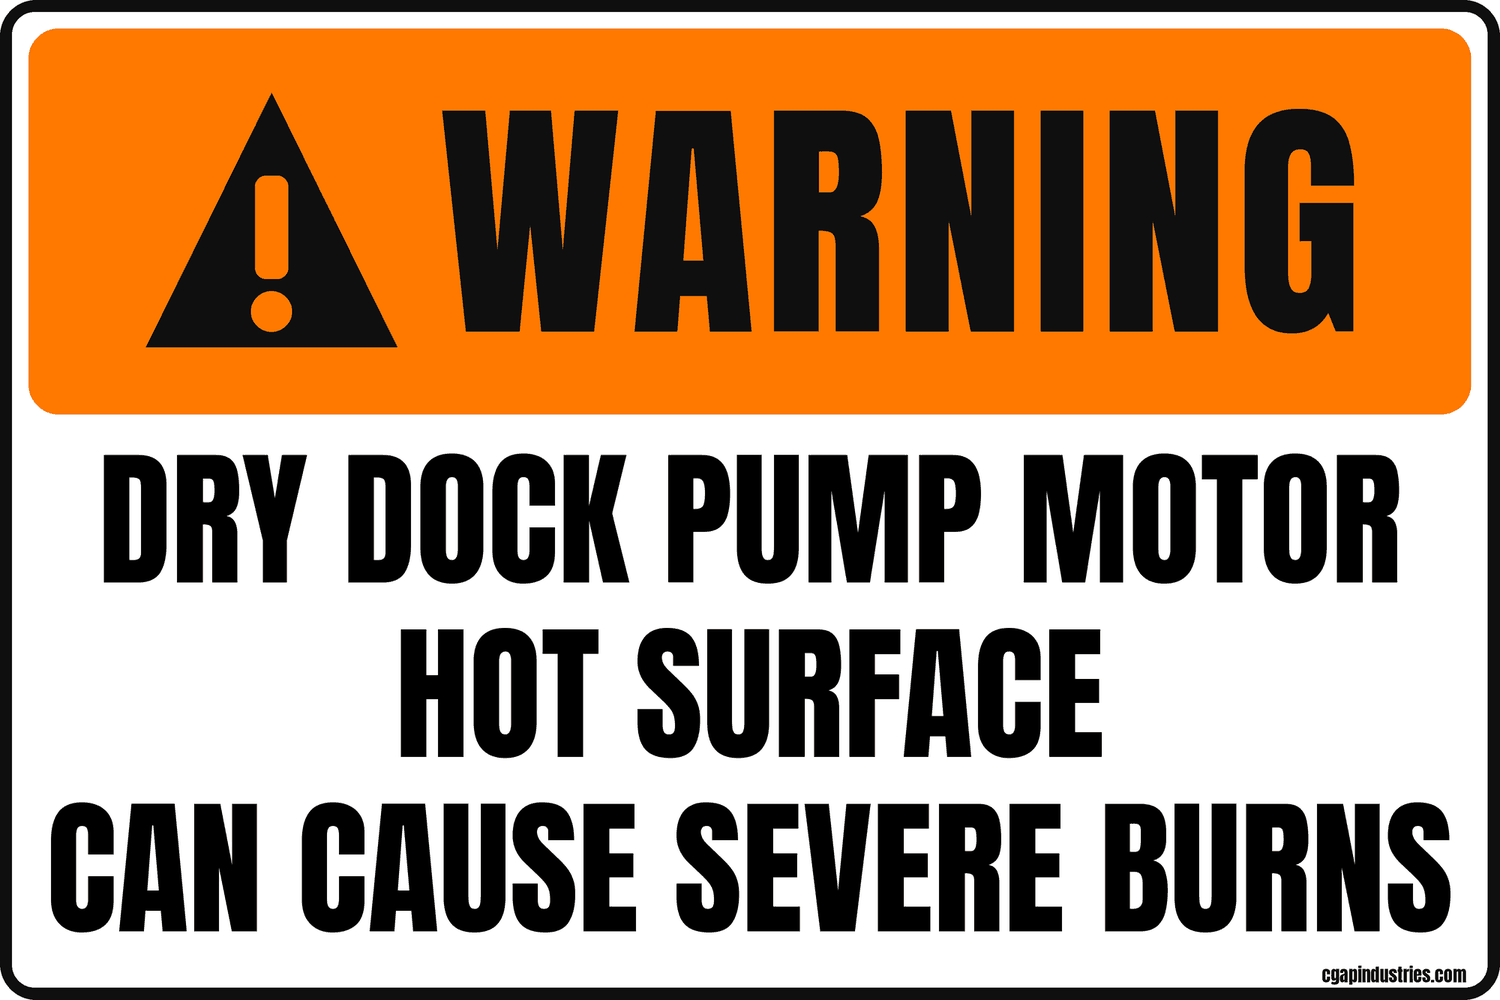 WARNING
DRY DOCK PUMP MOTOR
HOT SURFACE
CAN CAUSE SEVERE BURNS
cgapindustries.com